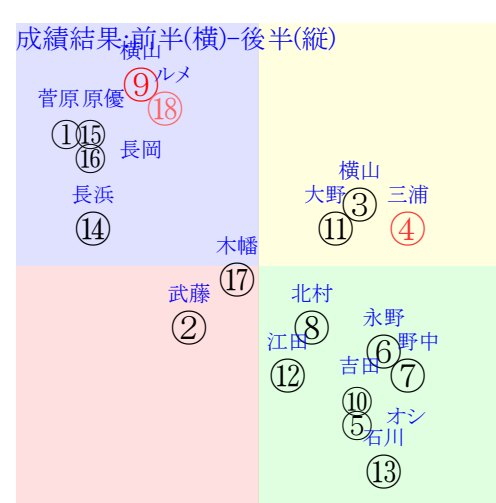 成績結果:前半(横)-後半(縦)
横山
⑨
ルメ
⑱
菅原
原優
①
⑮
⑯
長岡
長浜
⑭
横山
③
大野
⑪
三浦
④
木幡
⑰
武藤
②
北村
⑧
永野
⑥
野中
⑦
江田
⑫
吉田
⑩
⑤
オシ
石川
⑬